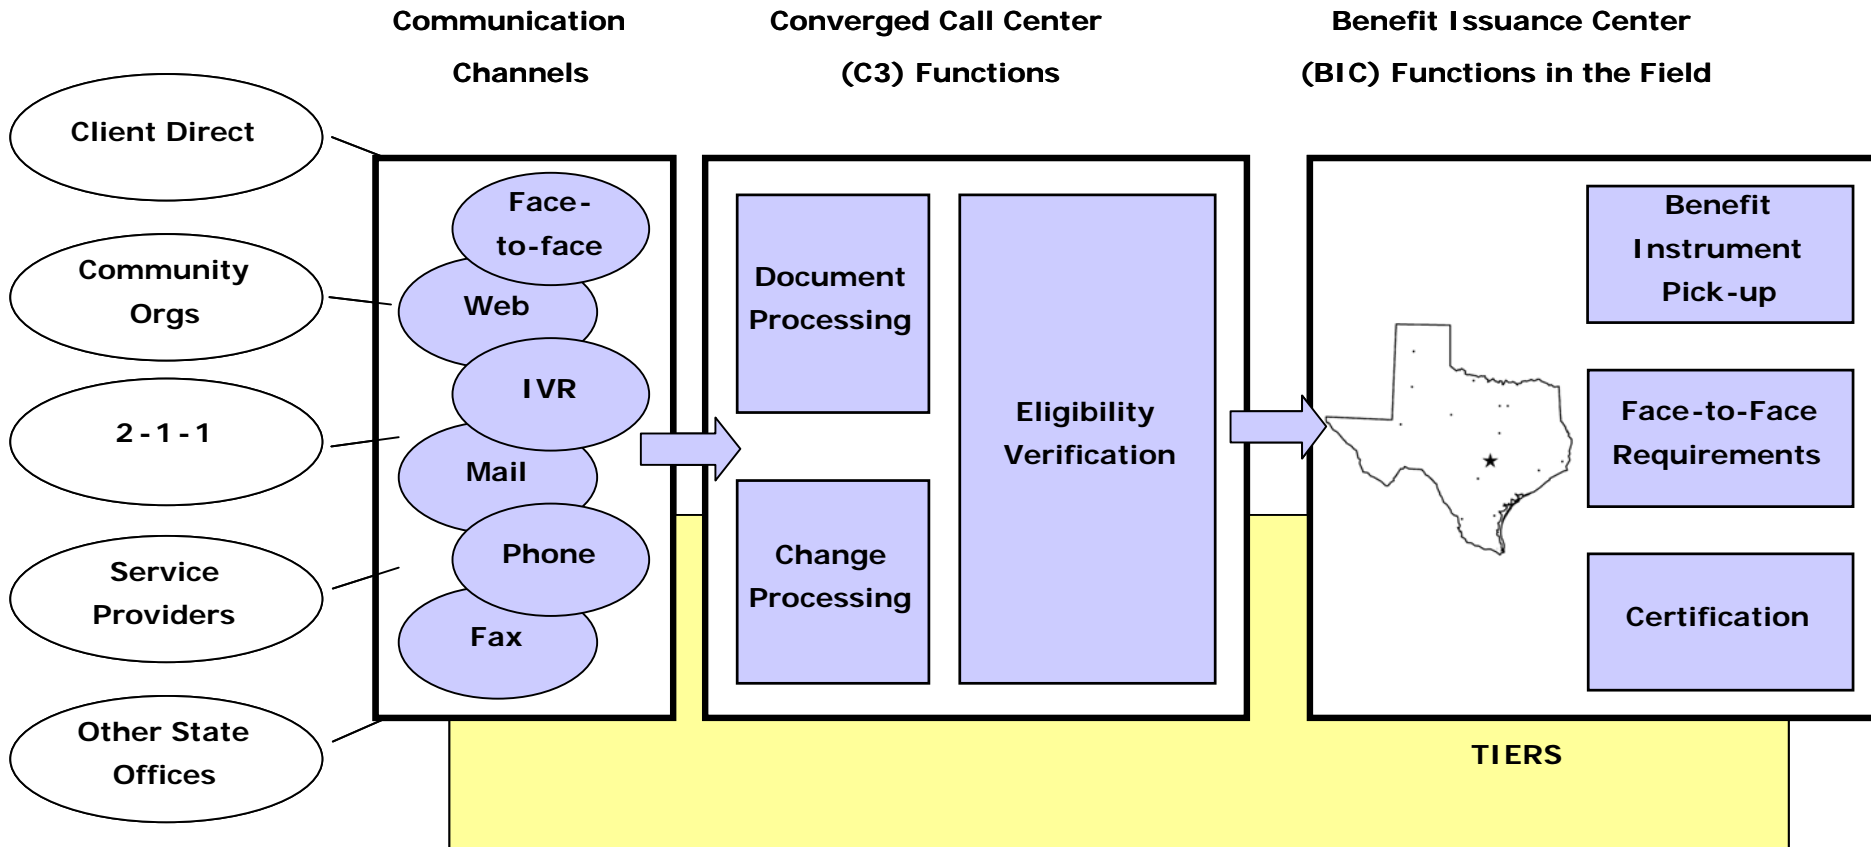 Communication
Channels
Converged Call Center
(C3) Functions
Benefit Issuance Center
(BIC) Functions in the Field
Client Direct
Community
Orgs
2-1-1
Service
Providers
Other State
Offices
Face-
to-face
Web
IVR
Mail
Phone
Fax
Document
Processing
Change
Processing
Eligibility
Verification
Benefit
Instrument
Pick-up
Face-to-Face
Requirements
Certification
TIERS